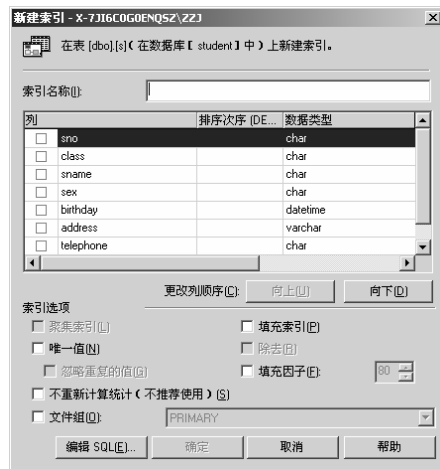 新建索引 - X-7JI6C0G0ENQSZ\ZZJ
在表 [dbo].[s]( 在数据库【 student 】中 ) 上新建索引。
索引名称(I):
列 排序次序 (DE... 数据类型
sno char
class char
sname char
sex char
birthday datetime
address varchar
telephone char
更改列顺序(C): 向上(U) 向下(D)
索引选项
聚集索引(L) 填充索引(P)
唯一值(N) 除去(R)
忽略重复的值(G) 填充因子(F): 80
不重新计算统计 ( 不推荐使用 ) (S)
文件组(O): PRIMARY
编辑 SQL(E)... 确定 取消 帮助